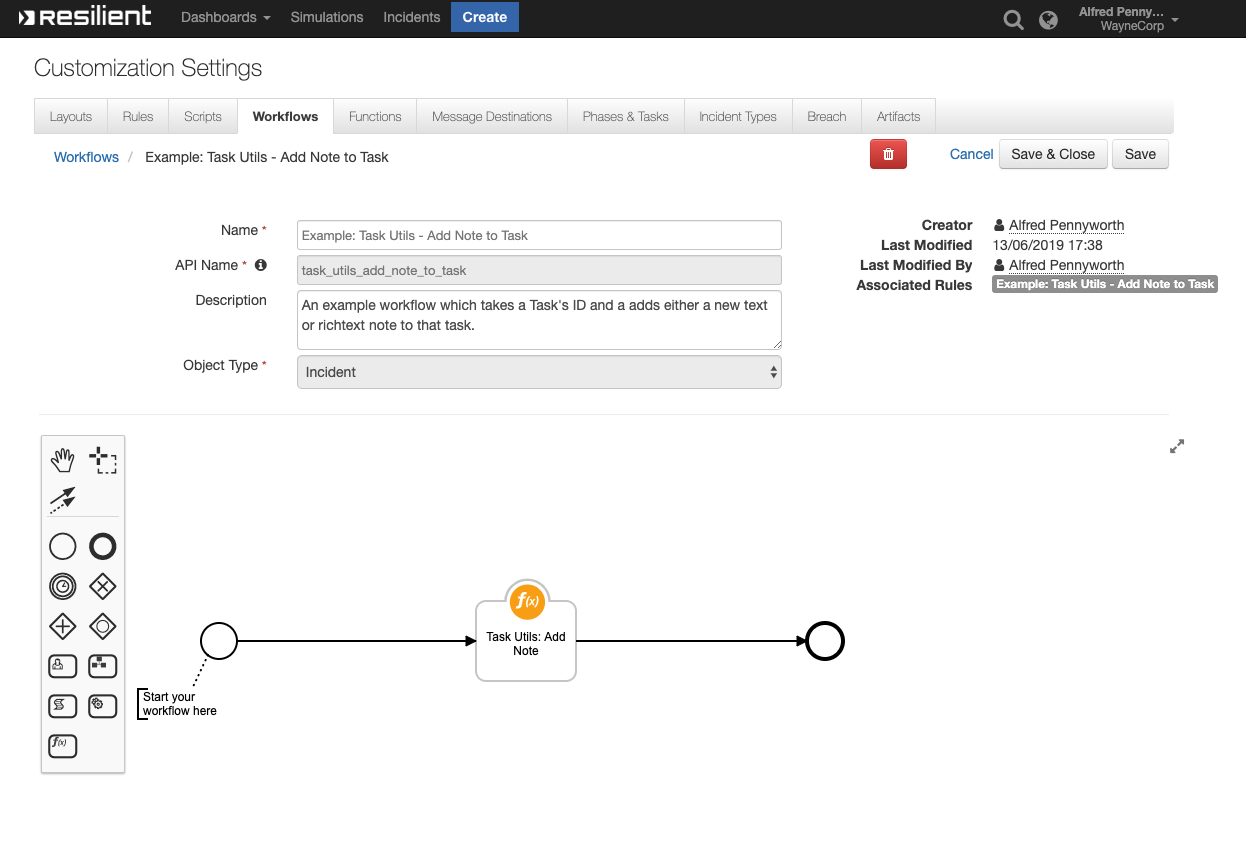 resilient
Dashboards
Simulations
Incidents
Create
Alfred Penny...
WayneCorp
Customization Settings
Layouts
Rules
Scripts
Workflows
Functions
Message Destinations
Phases & Tasks
Incident Types
Breach
Artifacts
Workflows / Example: Task Utils - Add Note to Task
Cancel
Save & Close
Save
Name *
Example: Task Utils - Add Note to Task
API Name *
task_utils_add_note_to_task
Description
An example workflow which takes a Task's ID and a adds either a new text
or richtext note to that task.
Object Type *
Incident
Creator Alfred Pennyworth
Last Modified 13/06/2019 17:38
Last Modified By Alfred Pennyworth
Associated Rules Example: Task Utils - Add Note to Task
f(x)
Task Utils: Add
Note
Start your
workflow here
f(x)